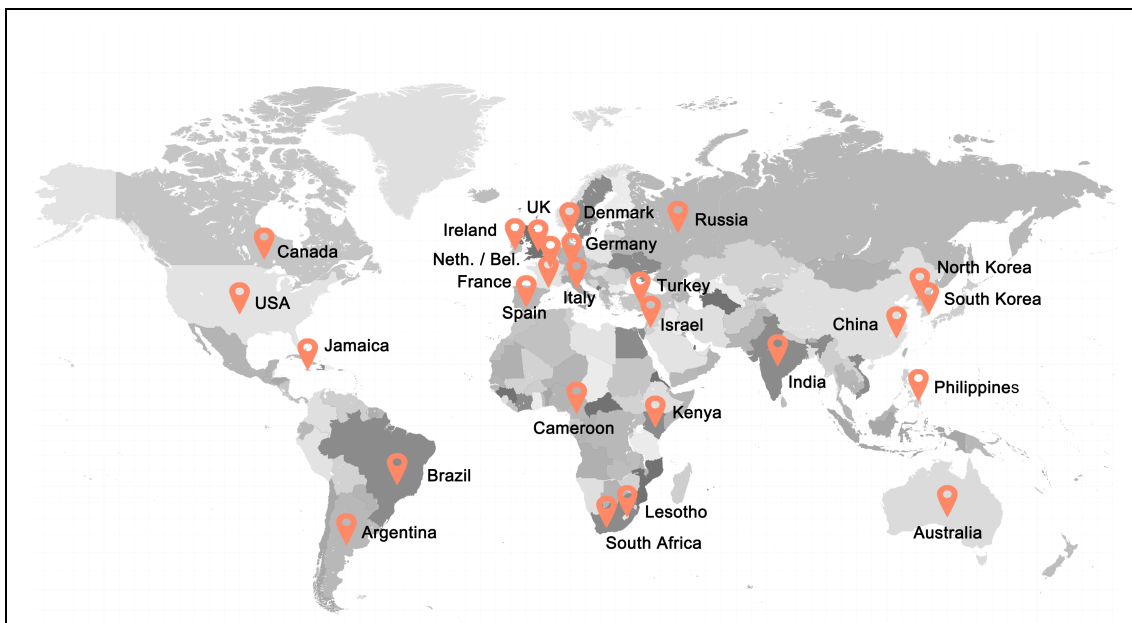 UK
Denmark
Russia
Ireland
Germany
Canada
Neth. / Bel.
North Korea
France
Turkey
USA
Italy
South Korea
Spain
Israel
China
Jamaica
India
Philippines
Kenya
Cameroon
Brazil
Lesotho
Argentina
Australia
South Africa